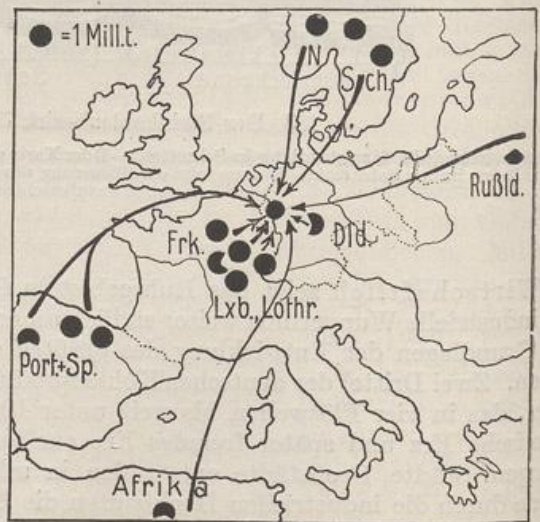 =1 Mill.t.
N
Sch.
Rußld.
Frk.
Dld.
Lxb., Lothr.
Port.+Sp.
Afrika